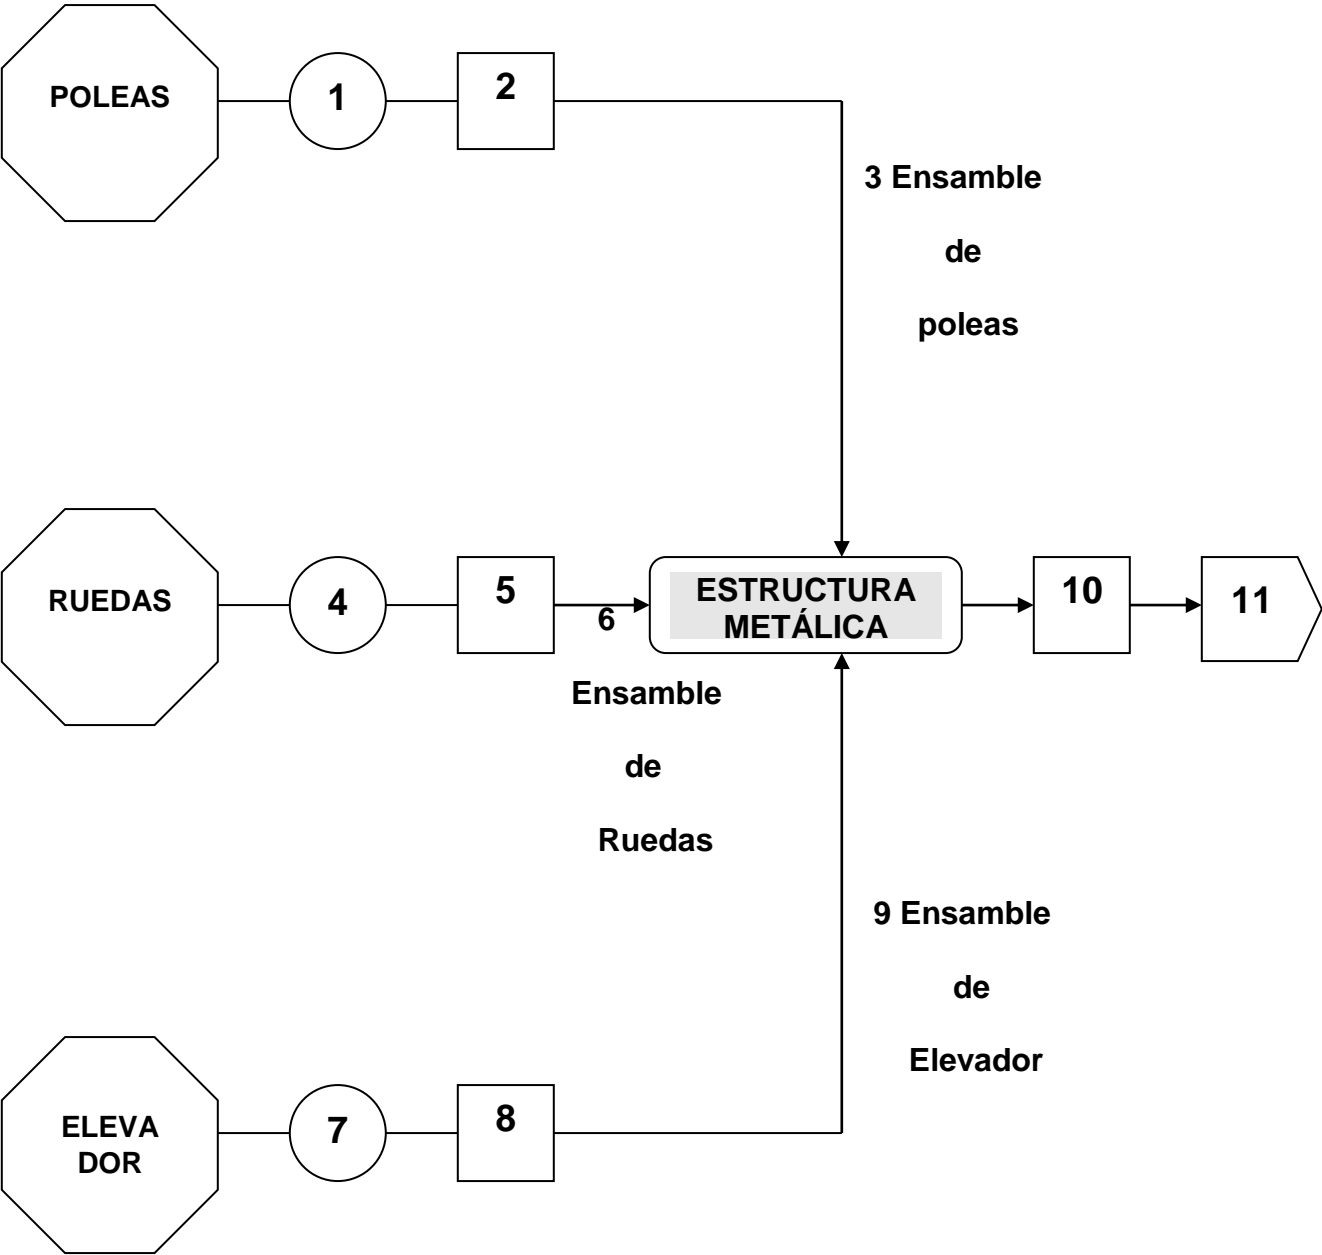 POLEAS
1
2
3 Ensamble
de
poleas
RUEDAS
4
5
6
ESTRUCTURA
METÁLICA
10
11
Ensamble
de
Ruedas
9 Ensamble
de
Elevador
ELEVA
DOR
7
8